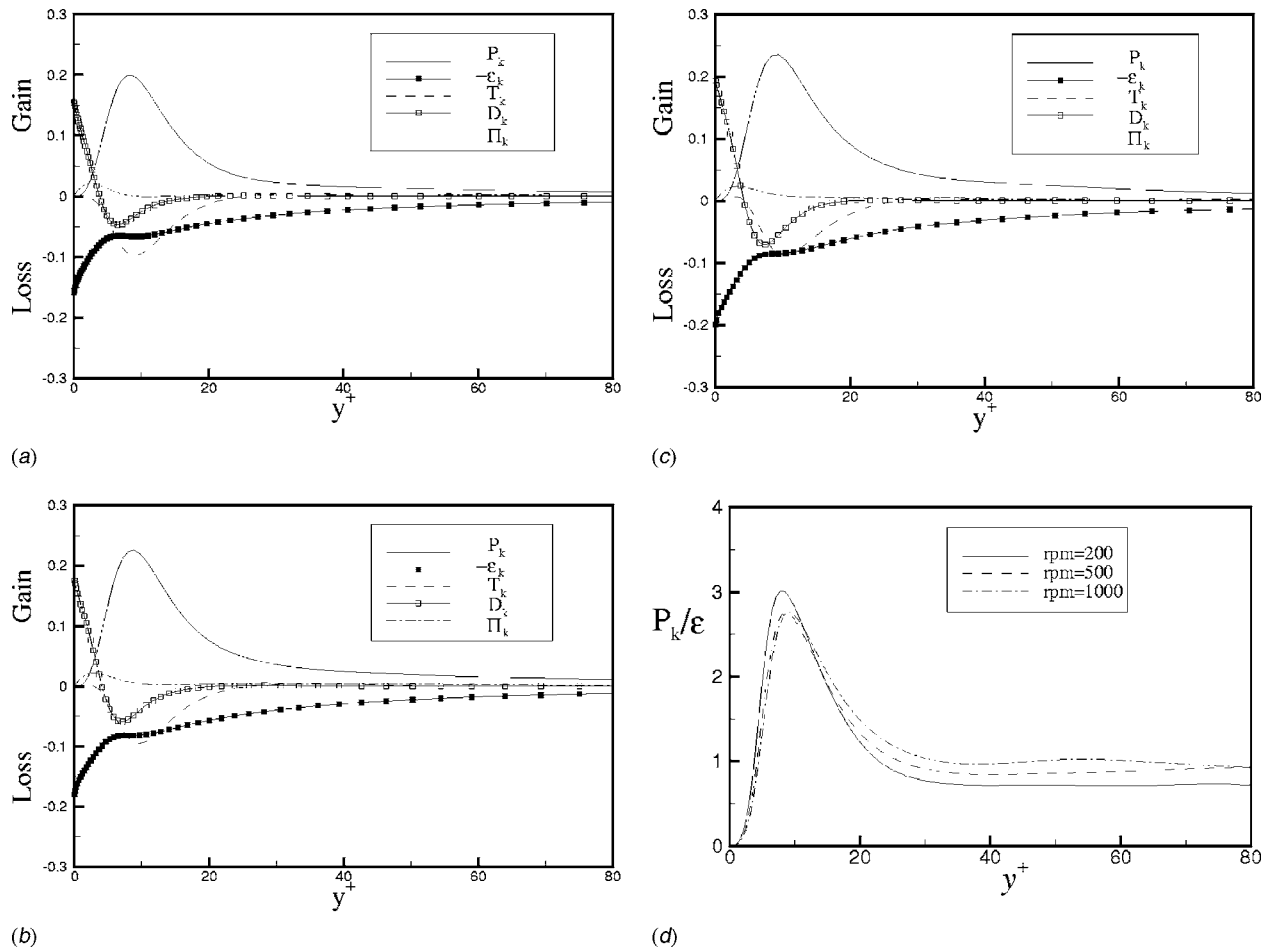 0.3
0.2
0.1
0
-0.1
-0.2
-0.3
Gain
Loss
P_k
-ε_k
T_k
D_k
Π_k
0 20 40 60 80
y⁺
(a)
0.3
0.2
0.1
0
-0.1
-0.2
-0.3
Gain
Loss
P_k
-ε_k
T_k
D_k
Π_k
0 20 40 60 80
y⁺
(c)
0.3
0.2
0.1
0
-0.1
-0.2
-0.3
Gain
Loss
P_k
-ε_k
T_k
D_k
Π_k
0 20 40 60 80
y⁺
(b)
4
3
2
1
0
P_k/ε
rpm=200
rpm=500
rpm=1000
0 20 40 60 80
y⁺
(d)